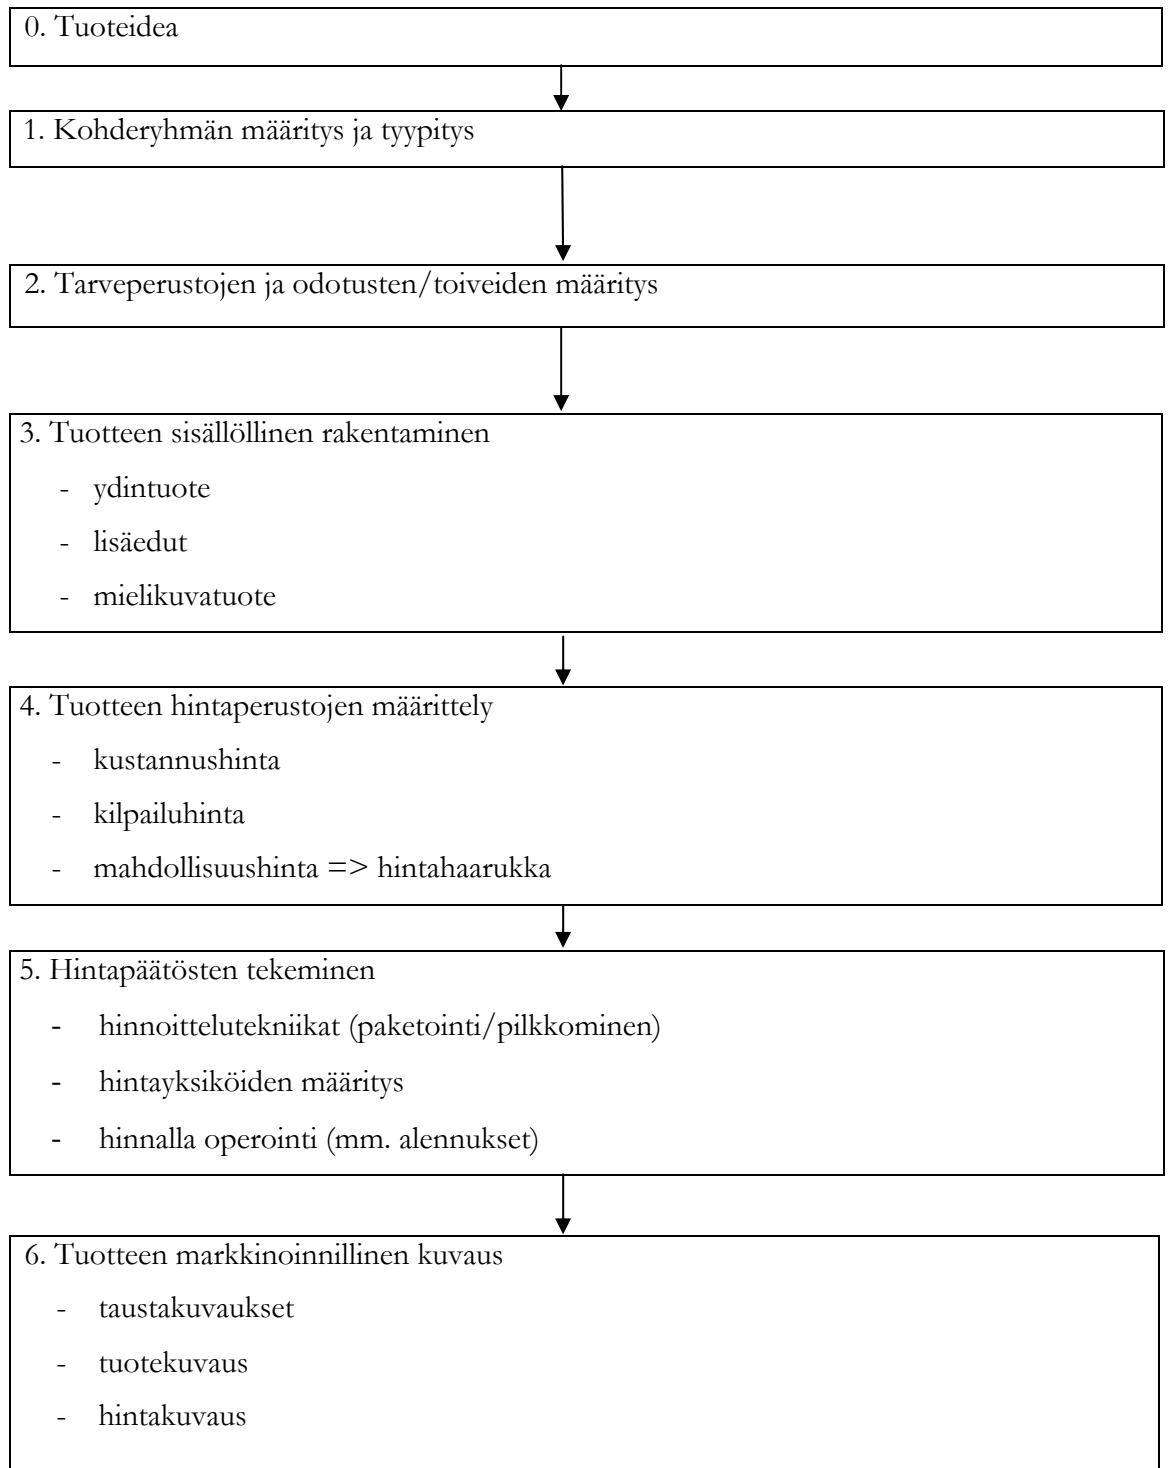 0. Tuoteidea
1. Kohderyhmän määritys ja tyypitys
2. Tarveperustojen ja odotusten/toiveiden määritys
3. Tuotteen sisällöllinen rakentaminen
- ydintuote
- lisäedut
- mielikuvatuote
4. Tuotteen hintaperustojen määrittely
- kustannushinta
- kilpailuhinta
- mahdollisuushinta => hintahaarukka
5. Hintapäätösten tekeminen
- hinnoittelutekniikat (paketointi/pilkkominen)
- hintayksiköiden määritys
- hinnalla operointi (mm. alennukset)
6. Tuotteen markkinoinnillinen kuvaus
- taustakuvaukset
- tuotekuvaus
- hintakuvaus